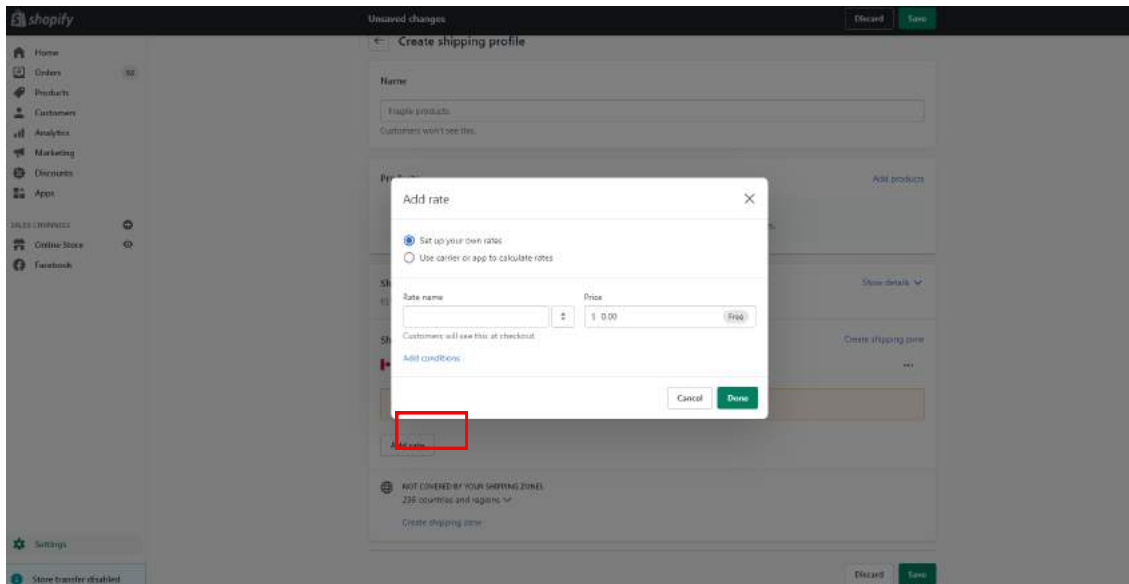 shopify
Unsaved changes
Discard
Save
Home
Orders
Products
Customers
Analytics
Marketing
Discounts
Apps
SALES CHANNELS
Online Store
Facebook
Settings
Store transfer disabled
Create shipping profile
Name
Fragile products
Customers won't see this.
Add products
Show details
Create shipping zone
Add rate
Set up your own rates
Use carrier or app to calculate rates
Rate name
Price
$ 0.00
Free
Customers will see this at checkout.
Add conditions
Cancel
Done
Add rate
NOT COVERED BY YOUR SHIPPING ZONES
236 countries and regions
Create shipping zone
Discard
Save